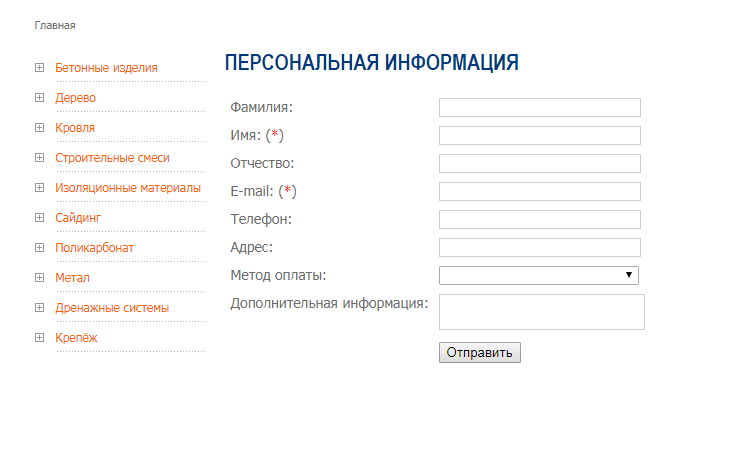 Главная
Бетонные изделия
Дерево
Кровля
Строительные смеси
Изоляционные материалы
Сайдинг
Поликарбонат
Метал
Дренажные системы
Крепёж
ПЕРСОНАЛЬНАЯ ИНФОРМАЦИЯ
Фамилия:
Имя: (*)
Отчество:
E-mail: (*)
Телефон:
Адрес:
Метод оплаты:
Дополнительная информация:
Отправить